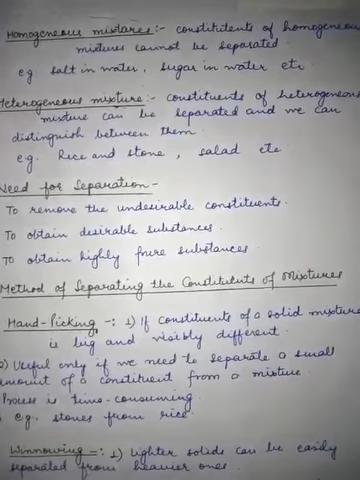 Homogeneous mixtures :- constitutents of homogeneous
mixtures cannot be separated
e.g salt in water, sugar in water etc
Heterogeneous mixture :- constituents of heterogeneous
mixture can be separated and we can
distinguish between them
e.g. Rice and stone, salad etc
Need for Separation -
To remove the undesirable constituents.
To obtain desirable substances.
To obtain highly pure substances.
Method of Separating the Constituents of Mixtures
Hand-Picking -: 1) If constituents of a solid mixture
is big and visibly different.
2) Useful only if we need to separate a small
amount of a constituent from a mixture.
Process is time-consuming
e.g. stones from rice
Winnowing -: 1) Lighter solids can be easily
separated from heavier ones.